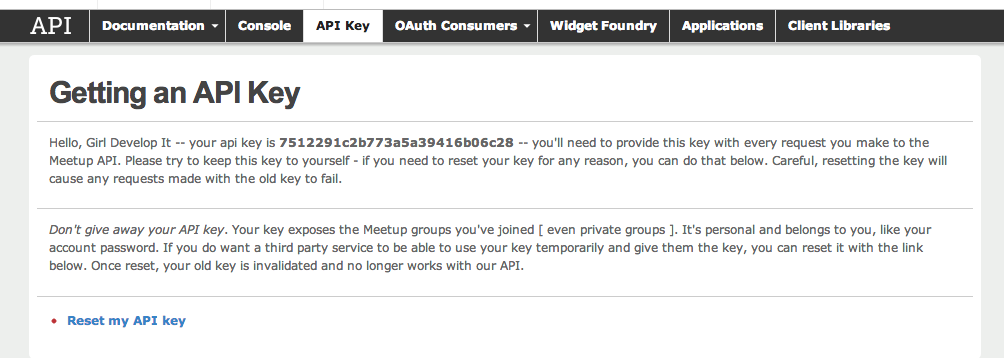 API Documentation Console API Key OAuth Consumers Widget Foundry Applications Client Libraries
Getting an API Key
Hello, Girl Develop It -- your api key is 7512291c2b773a5a39416b06c28 -- you'll need to provide this key with every request you make to the
Meetup API. Please try to keep this key to yourself - if you need to reset your key for any reason, you can do that below. Careful, resetting the key will
cause any requests made with the old key to fail.
Don't give away your API key. Your key exposes the Meetup groups you've joined [ even private groups ]. It's personal and belongs to you, like your
account password. If you do want a third party service to be able to use your key temporarily and give them the key, you can reset it with the link
below. Once reset, your old key is invalidated and no longer works with our API.
Reset my API key